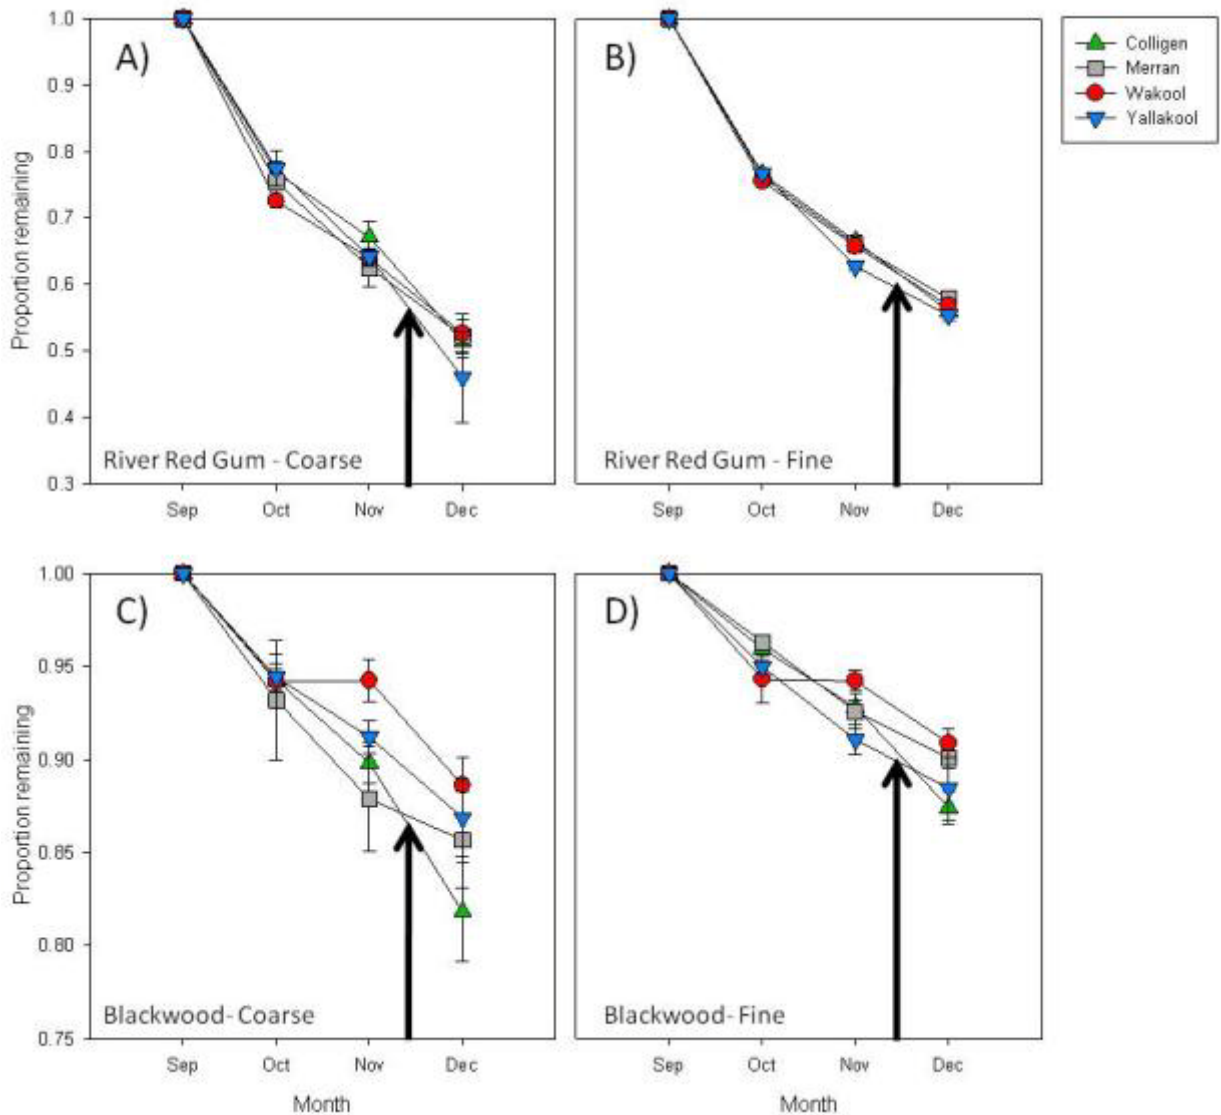 A)
B)
Colligen
Merran
Wakool
Yallakool
Proportion remaining
1.0
0.9
0.8
0.7
0.6
0.5
0.4
0.3
River Red Gum - Coarse
River Red Gum - Fine
Sep Oct Nov Dec
Sep Oct Nov Dec
C)
D)
Proportion remaining
1.00
0.95
0.90
0.85
0.80
0.75
Blackwood- Coarse
Blackwood- Fine
Sep Oct Nov Dec
Sep Oct Nov Dec
Month
Month